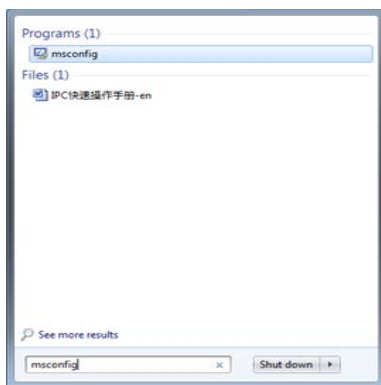 Programs (1)
msconfig
Files (1)
IPC快速操作手册-en
See more results
msconfig
Shut down